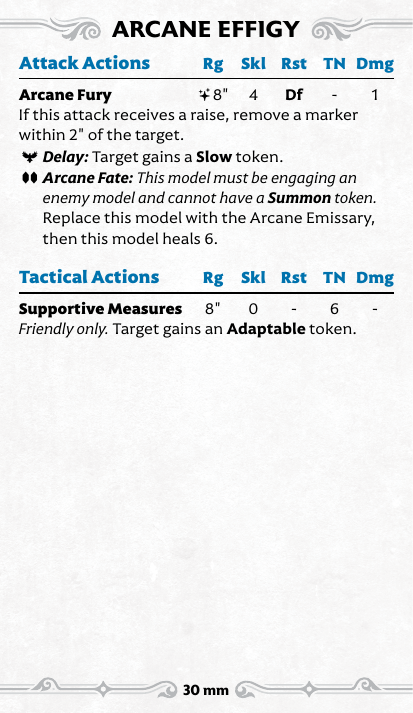 ARCANE EFFIGY
Attack Actions Rg Skl Rst TN Dmg
Arcane Fury 8" 4 Df - 1
If this attack receives a raise, remove a marker
within 2" of the target.
Delay: Target gains a Slow token.
Arcane Fate: This model must be engaging an
enemy model and cannot have a Summon token.
Replace this model with the Arcane Emissary,
then this model heals 6.
Tactical Actions Rg Skl Rst TN Dmg
Supportive Measures 8" 0 - 6 -
Friendly only. Target gains an Adaptable token.
30 mm